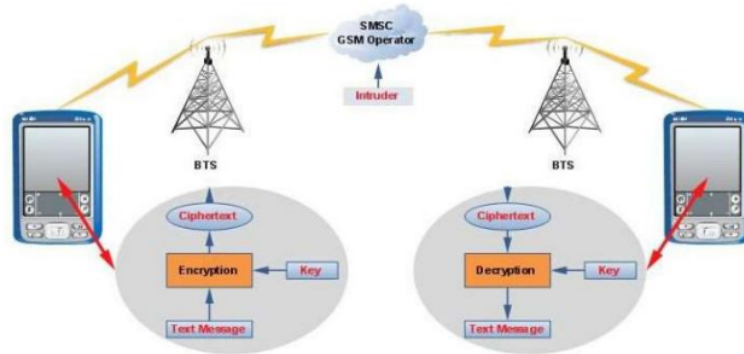 SMSC
GSM Operator
Intruder
BTS
BTS
Ciphertext
Encryption
Key
Text Message
Ciphertext
Decryption
Key
Text Message